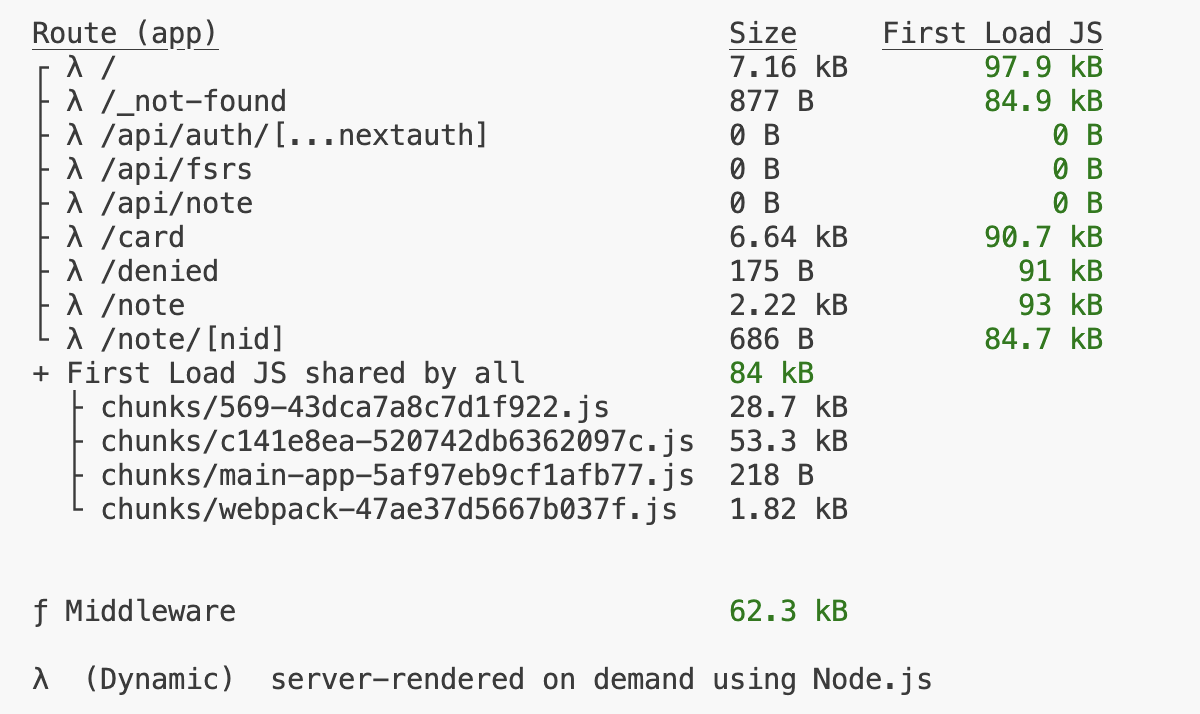 Route (app)                              Size     First Load JS
┌ λ /                                    7.16 kB        97.9 kB
├ λ /_not-found                          877 B          84.9 kB
├ λ /api/auth/[...nextauth]              0 B                0 B
├ λ /api/fsrs                            0 B                0 B
├ λ /api/note                            0 B                0 B
├ λ /card                                6.64 kB        90.7 kB
├ λ /denied                              175 B            91 kB
├ λ /note                                2.22 kB          93 kB
└ λ /note/[nid]                          686 B          84.7 kB
+ First Load JS shared by all            84 kB
  ├ chunks/569-43dca7a8c7d1f922.js       28.7 kB
  ├ chunks/c141e8ea-520742db6362097c.js  53.3 kB
  ├ chunks/main-app-5af97eb9cf1afb77.js  218 B
  └ chunks/webpack-47ae37d5667b037f.js   1.82 kB
ƒ Middleware                             62.3 kB
λ  (Dynamic)  server-rendered on demand using Node.js